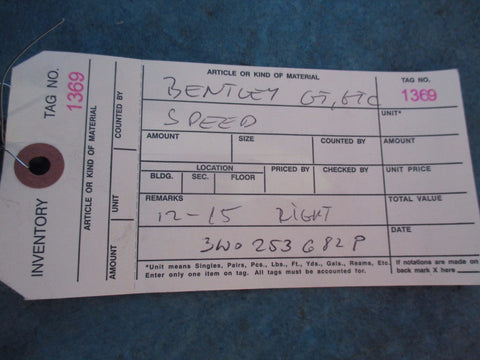 TAG NO.
1369
ARTICLE OR KIND OF MATERIAL
COUNTED BY
UNIT
AMOUNT
INVENTORY
ARTICLE OR KIND OF MATERIAL
BENTLEY GT, GTC
SPEED
TAG NO.
1369
UNIT*
AMOUNT SIZE COUNTED BY
UNIT PRICE
LOCATION
BLDG. SEC. FLOOR PRICED BY CHECKED BY
TOTAL VALUE
REMARKS
12-15 RIGHT
DATE
3W0 253 682 P
*Unit means Singles, Pairs, Pcs., Lbs., Ft., Yds., Gals., Reams, Etc.
Enter only one item on tag. All tags must be accounted for.
If notations are made on
back mark X here